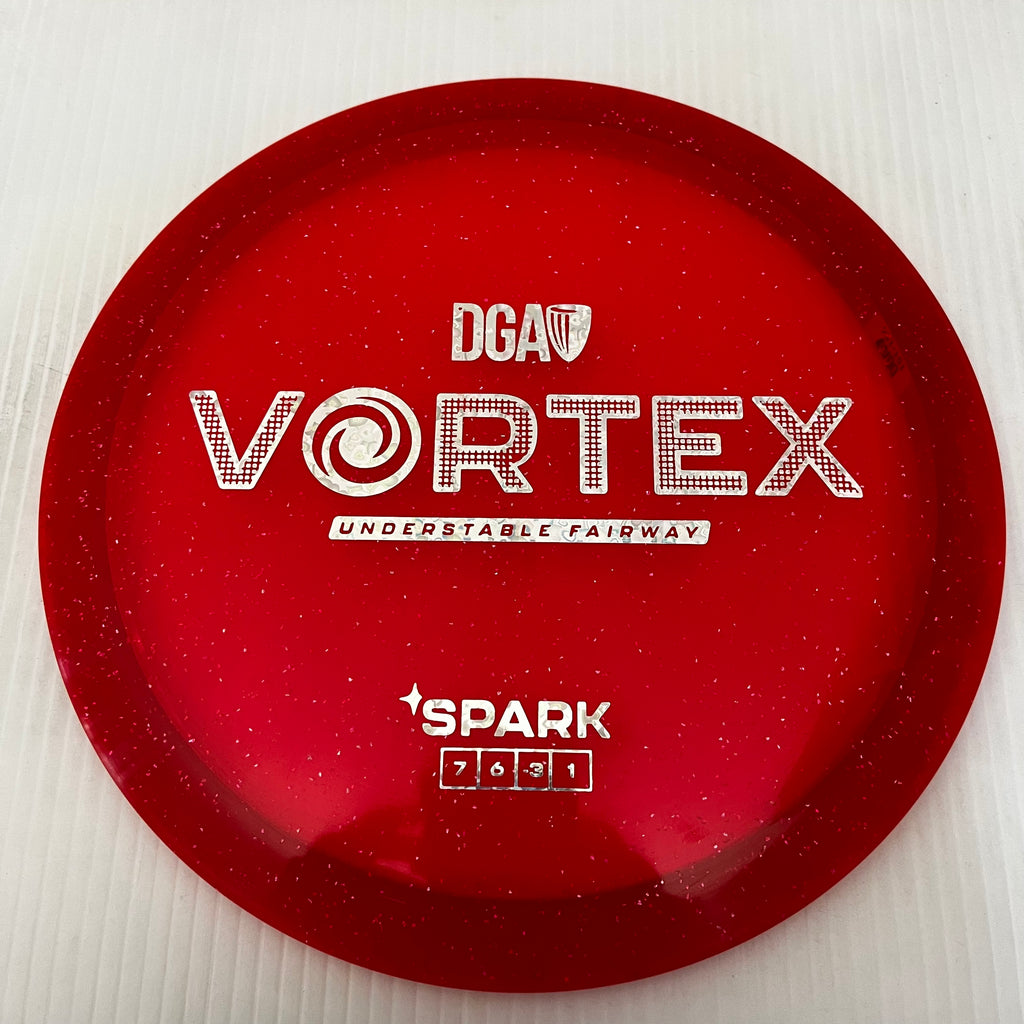 DGA
VORTEX
UNDERSTABLE FAIRWAY
SPARK
7 6 -3 1